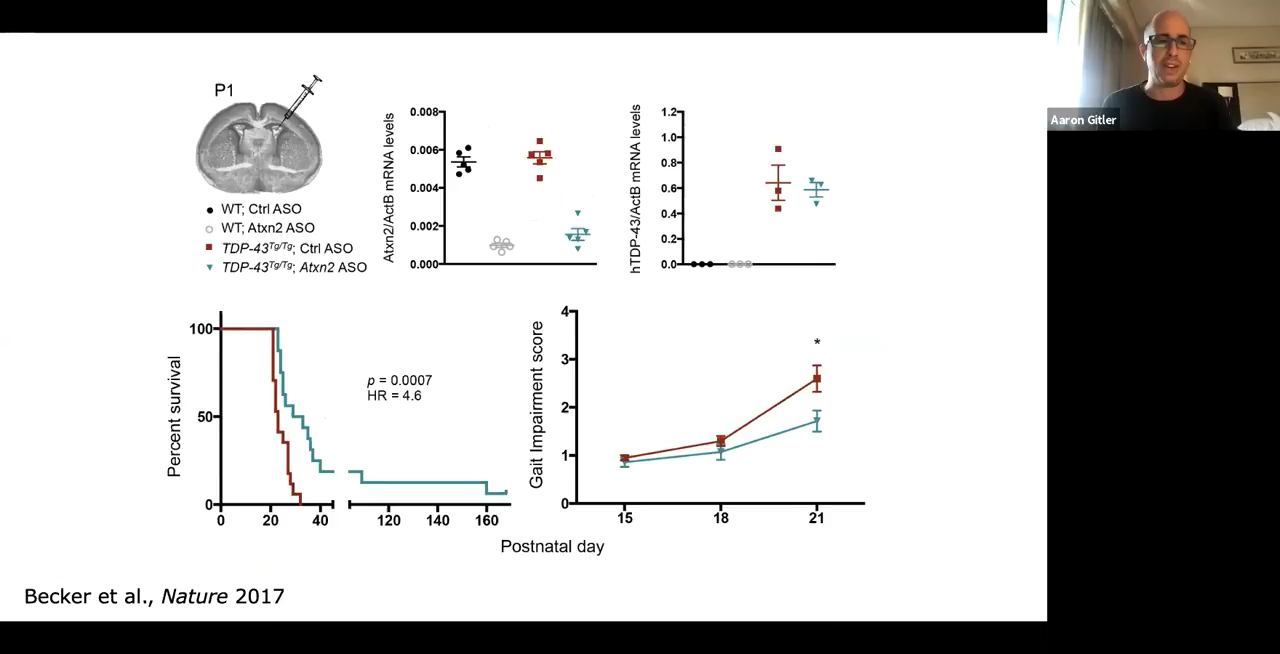 P1
WT; Ctrl ASO
WT; Atxn2 ASO
TDP-43Tg/Tg; Ctrl ASO
TDP-43Tg/Tg; Atxn2 ASO
Atxn2/ActB mRNA levels
0.008
0.006
0.004
0.002
0.000
hTDP-43/ActB mRNA levels
1.2
1.0
0.8
0.6
0.4
0.2
0.0
Percent survival
100
50
0
p = 0.0007
HR = 4.6
0 20 40 120 140 160
Gait Impairment score
4
3
2
1
0
*
15 18 21
Postnatal day
Becker et al., Nature 2017
Aaron Gitler